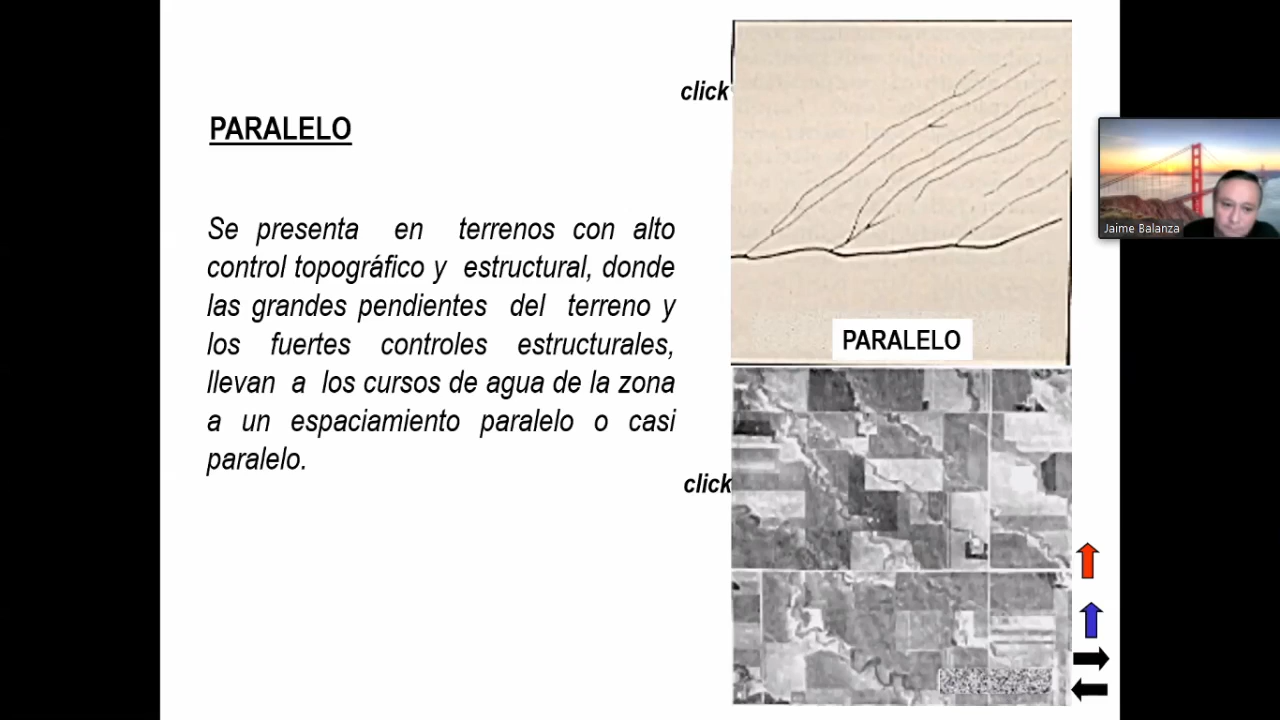 click
PARALELO
Se presenta en terrenos con alto
control topográfico y estructural, donde
las grandes pendientes del terreno y
los fuertes controles estructurales,
llevan a los cursos de agua de la zona
a un espaciamiento paralelo o casi
paralelo.
click
PARALELO
Jaime Balanza